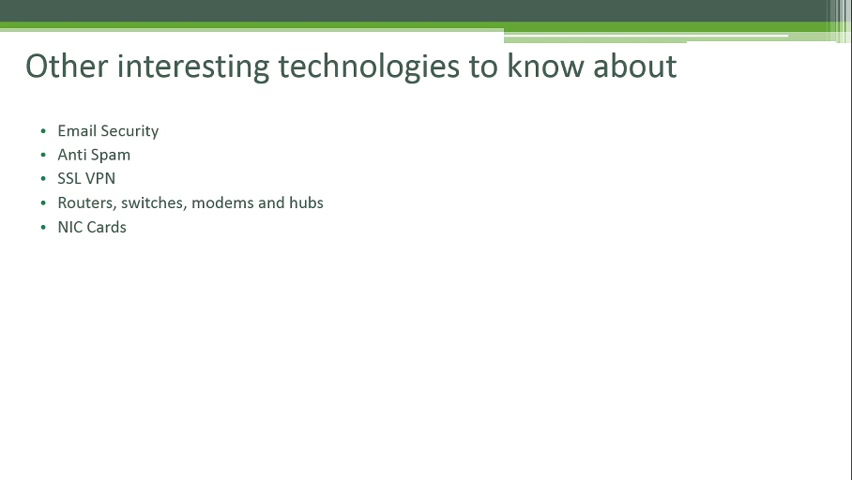 Other interesting technologies to know about
• Email Security
• Anti Spam
• SSL VPN
• Routers, switches, modems and hubs
• NIC Cards